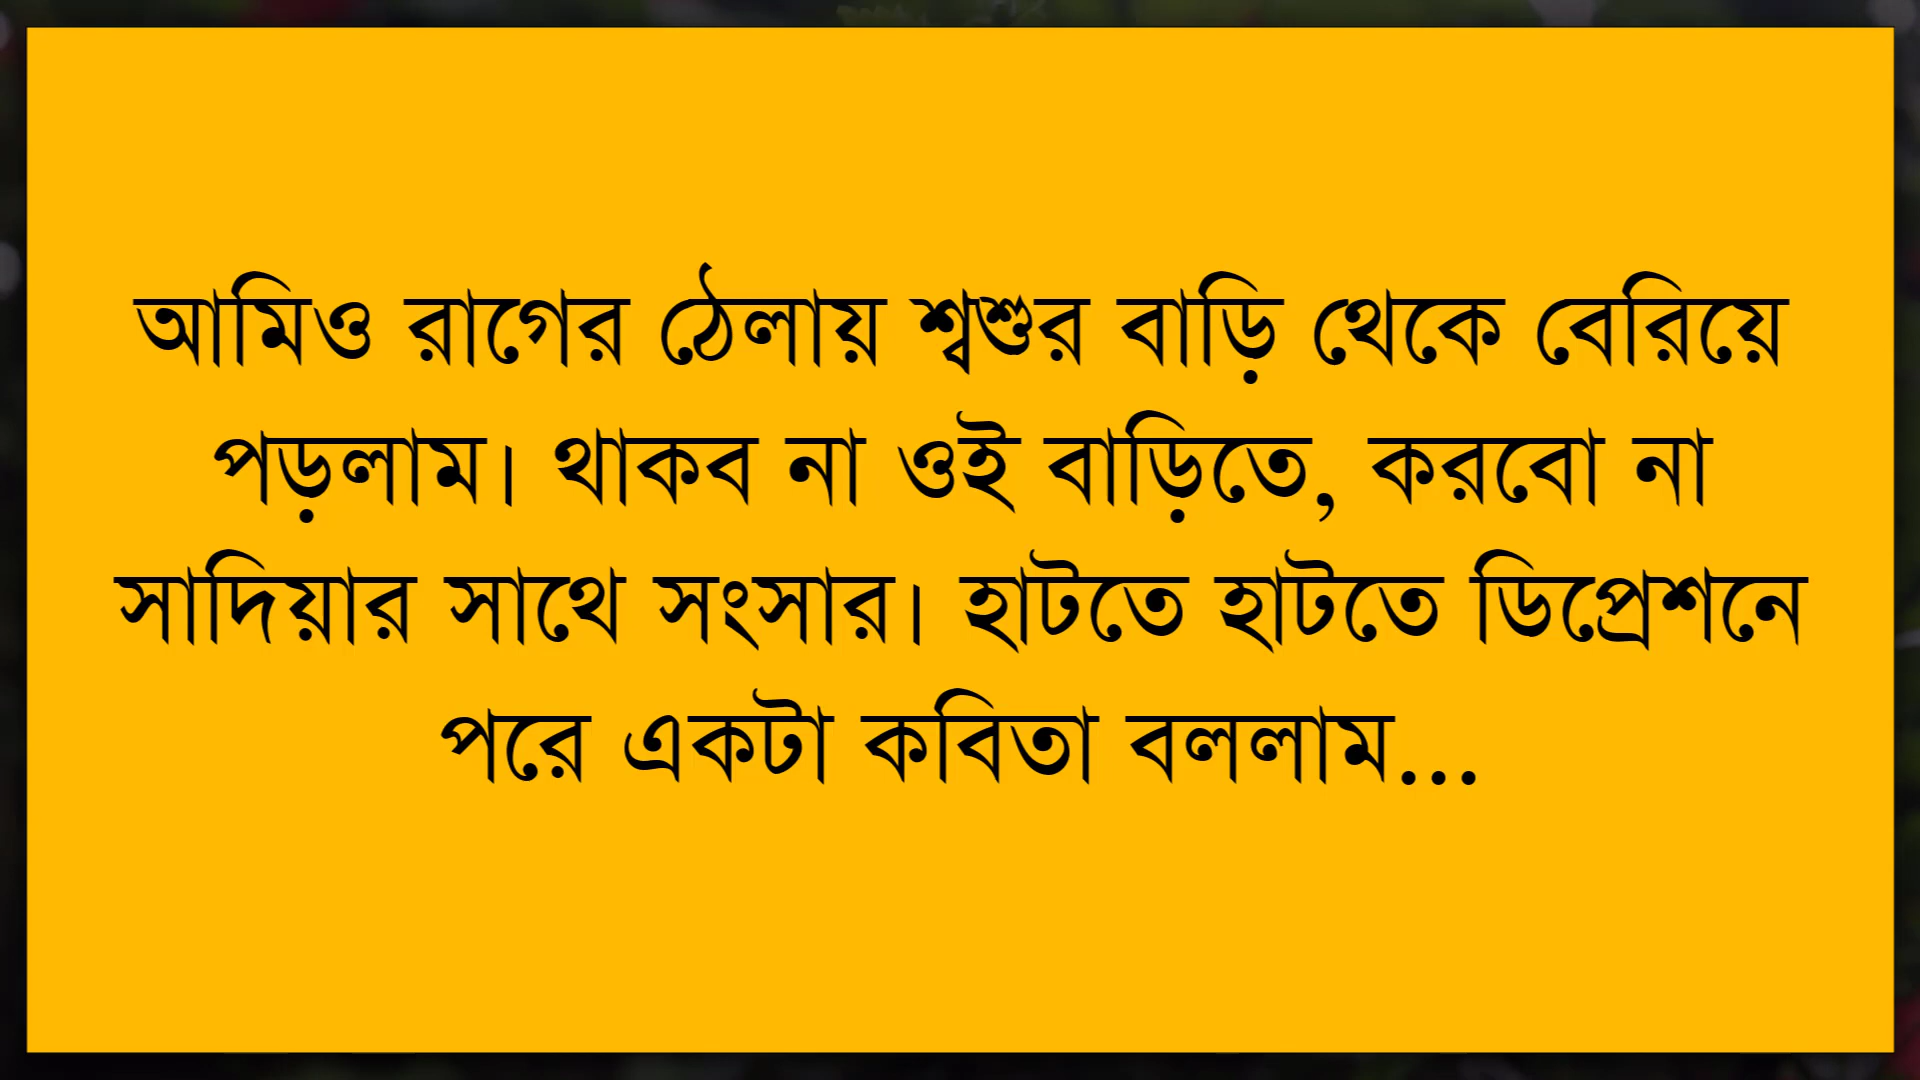 আমিও রাগের ঠেলায় শ্বশুর বাড়ি থেকে বেরিয়ে
পড়লাম। থাকব না ওই বাড়িতে, করবো না
সাদিয়ার সাথে সংসার। হাটতে হাটতে ডিপ্রেশনে
পরে একটা কবিতা বললাম...